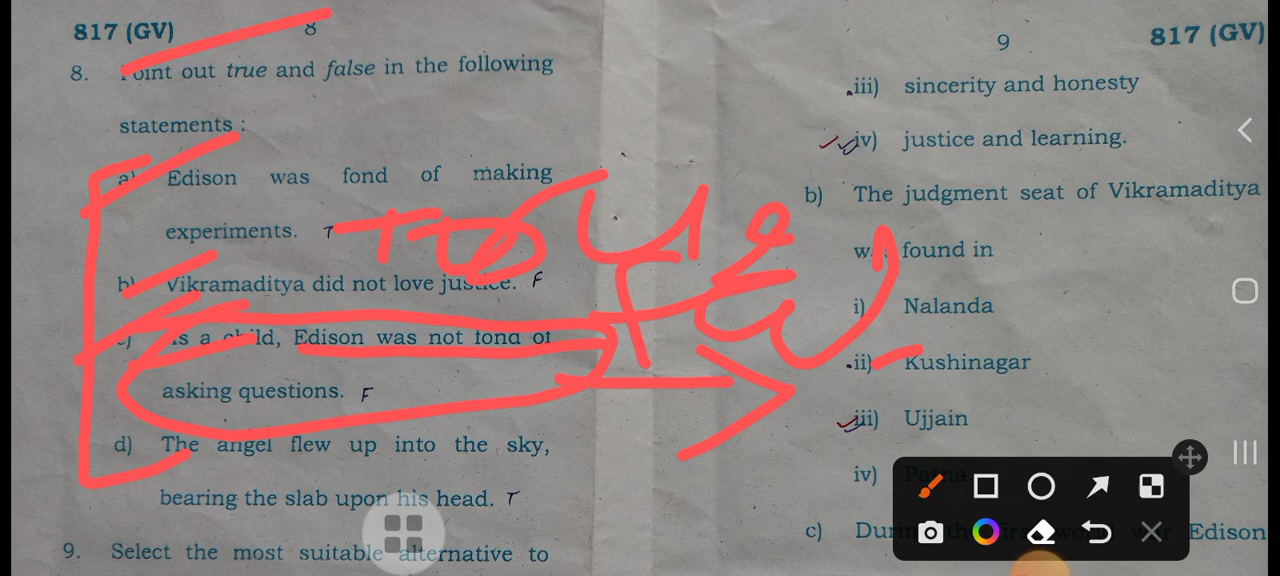 817 (GV)
8
8. Point out true and false in the following
statements :
a) Edison was fond of making
experiments. T
b) Vikramaditya did not love justice. F
c) As a child, Edison was not fond of
asking questions. F
d) The angel flew up into the sky,
bearing the slab upon his head. T
9. Select the most suitable alternative to
9
817 (GV)
iii) sincerity and honesty
iv) justice and learning.
b) The judgment seat of Vikramaditya
was found in
i) Nalanda
ii) Kushinagar
iii) Ujjain
iv) Patna.
c) During the first world war Edison